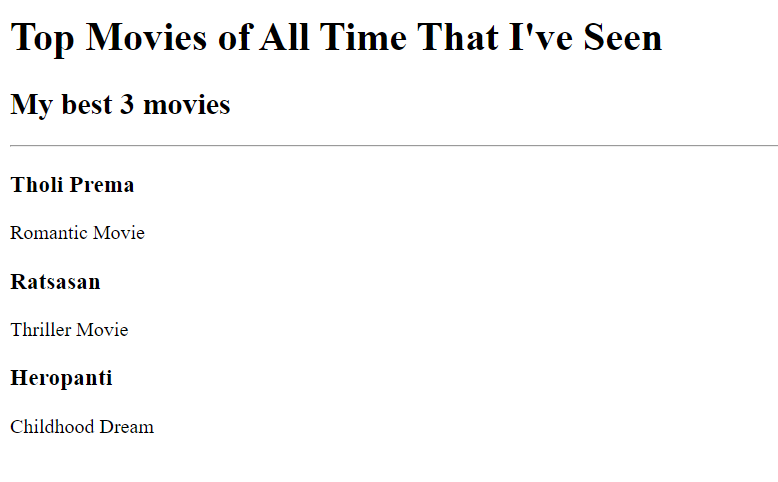 Top Movies of All Time That I've Seen
My best 3 movies
Tholi Prema
Romantic Movie
Ratsasan
Thriller Movie
Heropanti
Childhood Dream